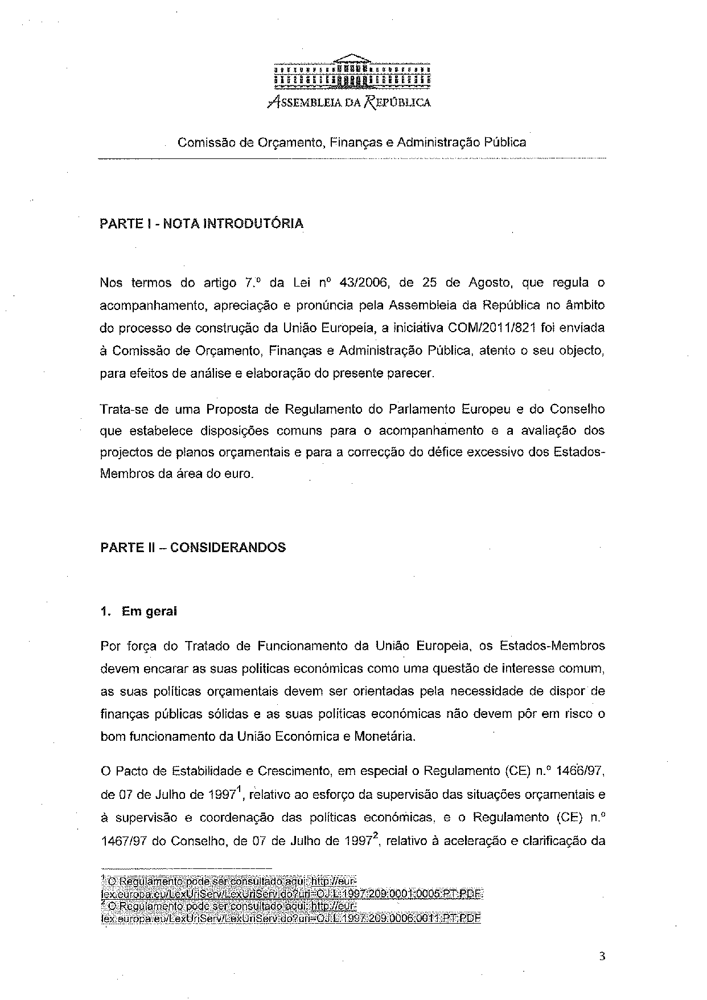 ASSEMBLEIA DA REPÚBLICA
Comissão de Orçamento, Finanças e Administração Pública
PARTE I - NOTA INTRODUTÓRIA
Nos termos do artigo 7.º da Lei nº 43/2006, de 25 de Agosto, que regula o
acompanhamento, apreciação e pronúncia pela Assembleia da República no âmbito
do processo de construção da União Europeia, a iniciativa COM/2011/821 foi enviada
à Comissão de Orçamento, Finanças e Administração Pública, atento o seu objecto,
para efeitos de análise e elaboração do presente parecer.
Trata-se de uma Proposta de Regulamento do Parlamento Europeu e do Conselho
que estabelece disposições comuns para o acompanhamento e a avaliação dos
projectos de planos orçamentais e para a correcção do défice excessivo dos Estados-
Membros da área do euro.
PARTE II – CONSIDERANDOS
1. Em geral
Por força do Tratado de Funcionamento da União Europeia, os Estados-Membros
devem encarar as suas políticas económicas como uma questão de interesse comum,
as suas políticas orçamentais devem ser orientadas pela necessidade de dispor de
finanças públicas sólidas e as suas políticas económicas não devem pôr em risco o
bom funcionamento da União Económica e Monetária.
O Pacto de Estabilidade e Crescimento, em especial o Regulamento (CE) n.º 1466/97,
de 07 de Julho de 1997¹, relativo ao esforço da supervisão das situações orçamentais e
à supervisão e coordenação das políticas económicas, e o Regulamento (CE) n.º
1467/97 do Conselho, de 07 de Julho de 1997², relativo à aceleração e clarificação da
¹ O Regulamento pode ser consultado aqui: http://eur-
lex.europa.eu/LexUriServ/LexUriServ.do?uri=OJ:L:1997:209:0001:0005:PT:PDF
² O Regulamento pode ser consultado aqui: http://eur-
lex.europa.eu/LexUriServ/LexUriServ.do?uri=OJ:L:1997:209:0006:0011:PT:PDF
3